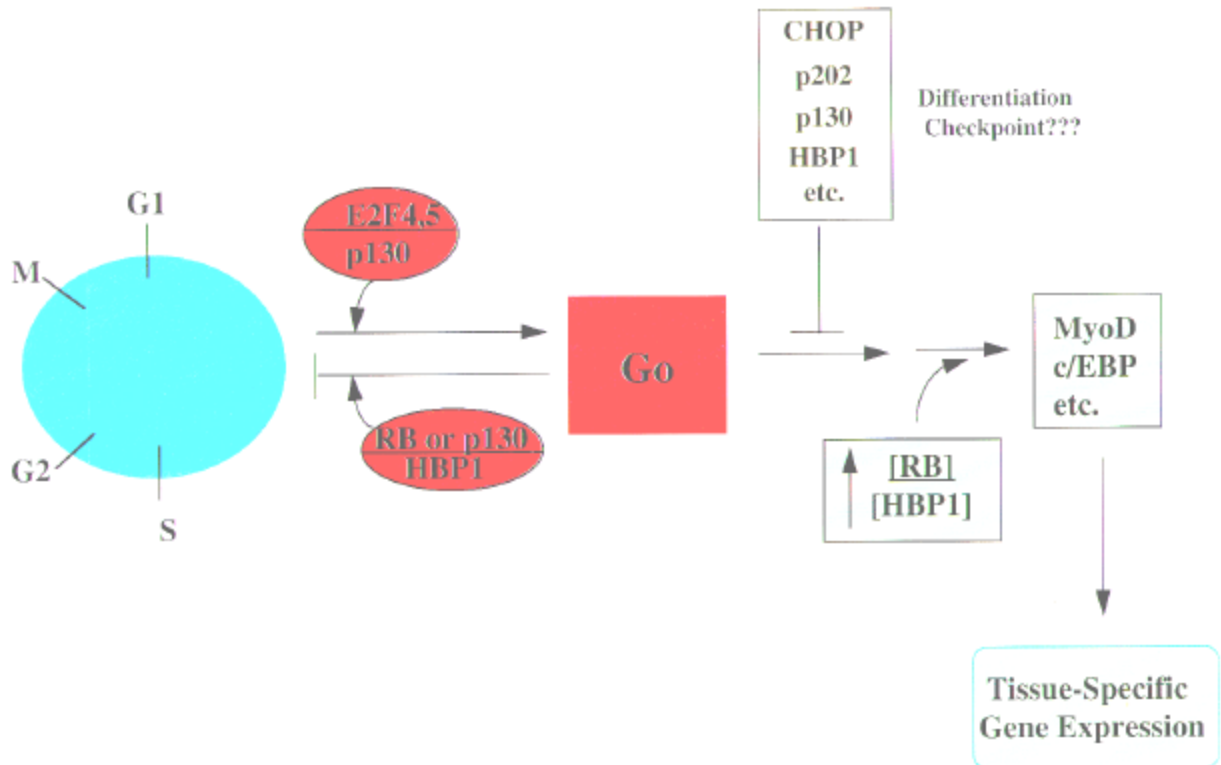 CHOP
p202
p130
HBP1
etc.
Differentiation
Checkpoint???
G1
M
G2
S
E2F4,5
p130
RB or p130
HBP1
Go
MyoD
c/EBP
etc.
[RB]
[HBP1]
Tissue-Specific
Gene Expression